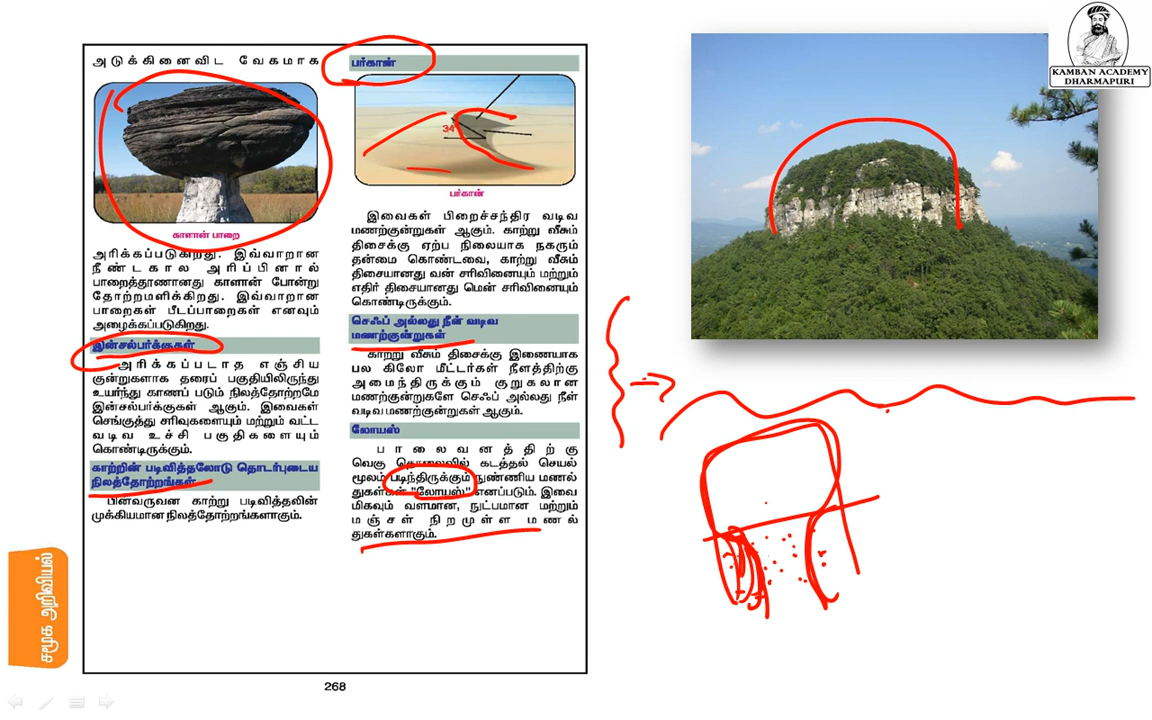 அடுக்கினைவிட வேகமாக
காளான் பாறை
அரிக்கப்படுகிறது. இவ்வாறான
நீண்டகால அரிப்பினால்
பாறைத்தூணானது காளான் போன்று
தோற்றமளிக்கிறது. இவ்வாறான
பாறைகள் பீடப்பாறைகள் எனவும்
அழைக்கப்படுகிறது.
இன்சல்பர்க்குகள்
அரிக்கப்படாத எஞ்சிய
குன்றுகளாக தரைப் பகுதியிலிருந்து
உயர்ந்து காணப் படும் நிலத்தோற்றமே
இன்சல்பர்க்குகள் ஆகும். இவைகள்
செங்குத்து சரிவுகளையும் மற்றும் வட்ட
வடிவ உச்சி பகுதிகளையும்
கொண்டிருக்கும்.
காற்றின் படிவித்தலோடு தொடர்புடைய
நிலத்தோற்றங்கள்
பின்வருவன காற்று படிவித்தலின்
முக்கியமான நிலத்தோற்றங்களாகும்.
பர்கான்
34
பர்கான்
இவைகள் பிறைச்சந்திர வடிவ
மணற்குன்றுகள் ஆகும். காற்று வீசும்
திசைக்கு ஏற்ப நிலையாக நகரும்
தன்மை கொண்டவை, காற்று வீசும்
திசையானது வன் சரிவினையும் மற்றும்
எதிர் திசையானது மென் சரிவினையும்
கொண்டிருக்கும்.
செஃப் அல்லது நீள் வடிவ
மணற்குன்றுகள்
காற்று வீசும் திசைக்கு இணையாக
பல கிலோ மீட்டர்கள் நீளத்திற்கு
அமைந்திருக்கும் குறுகலான
மணற்குன்றுகளே செஃப் அல்லது நீள்
வடிவ மணற்குன்றுகள் ஆகும்.
லோயஸ்
பாலைவனத்திற்கு
வெகு தொலைவில் கடத்தல் செயல்
மூலம் படிந்திருக்கும் நுண்ணிய மணல்
துகள்கள் "லோயஸ்" எனப்படும். இவை
மிகவும் வளமான, நுட்பமான மற்றும்
மஞ்சள் நிறமுள்ள மணல்
துகள்களாகும்.
சமூக அறிவியல்
268
KAMBAN ACADEMY
DHARMAPURI